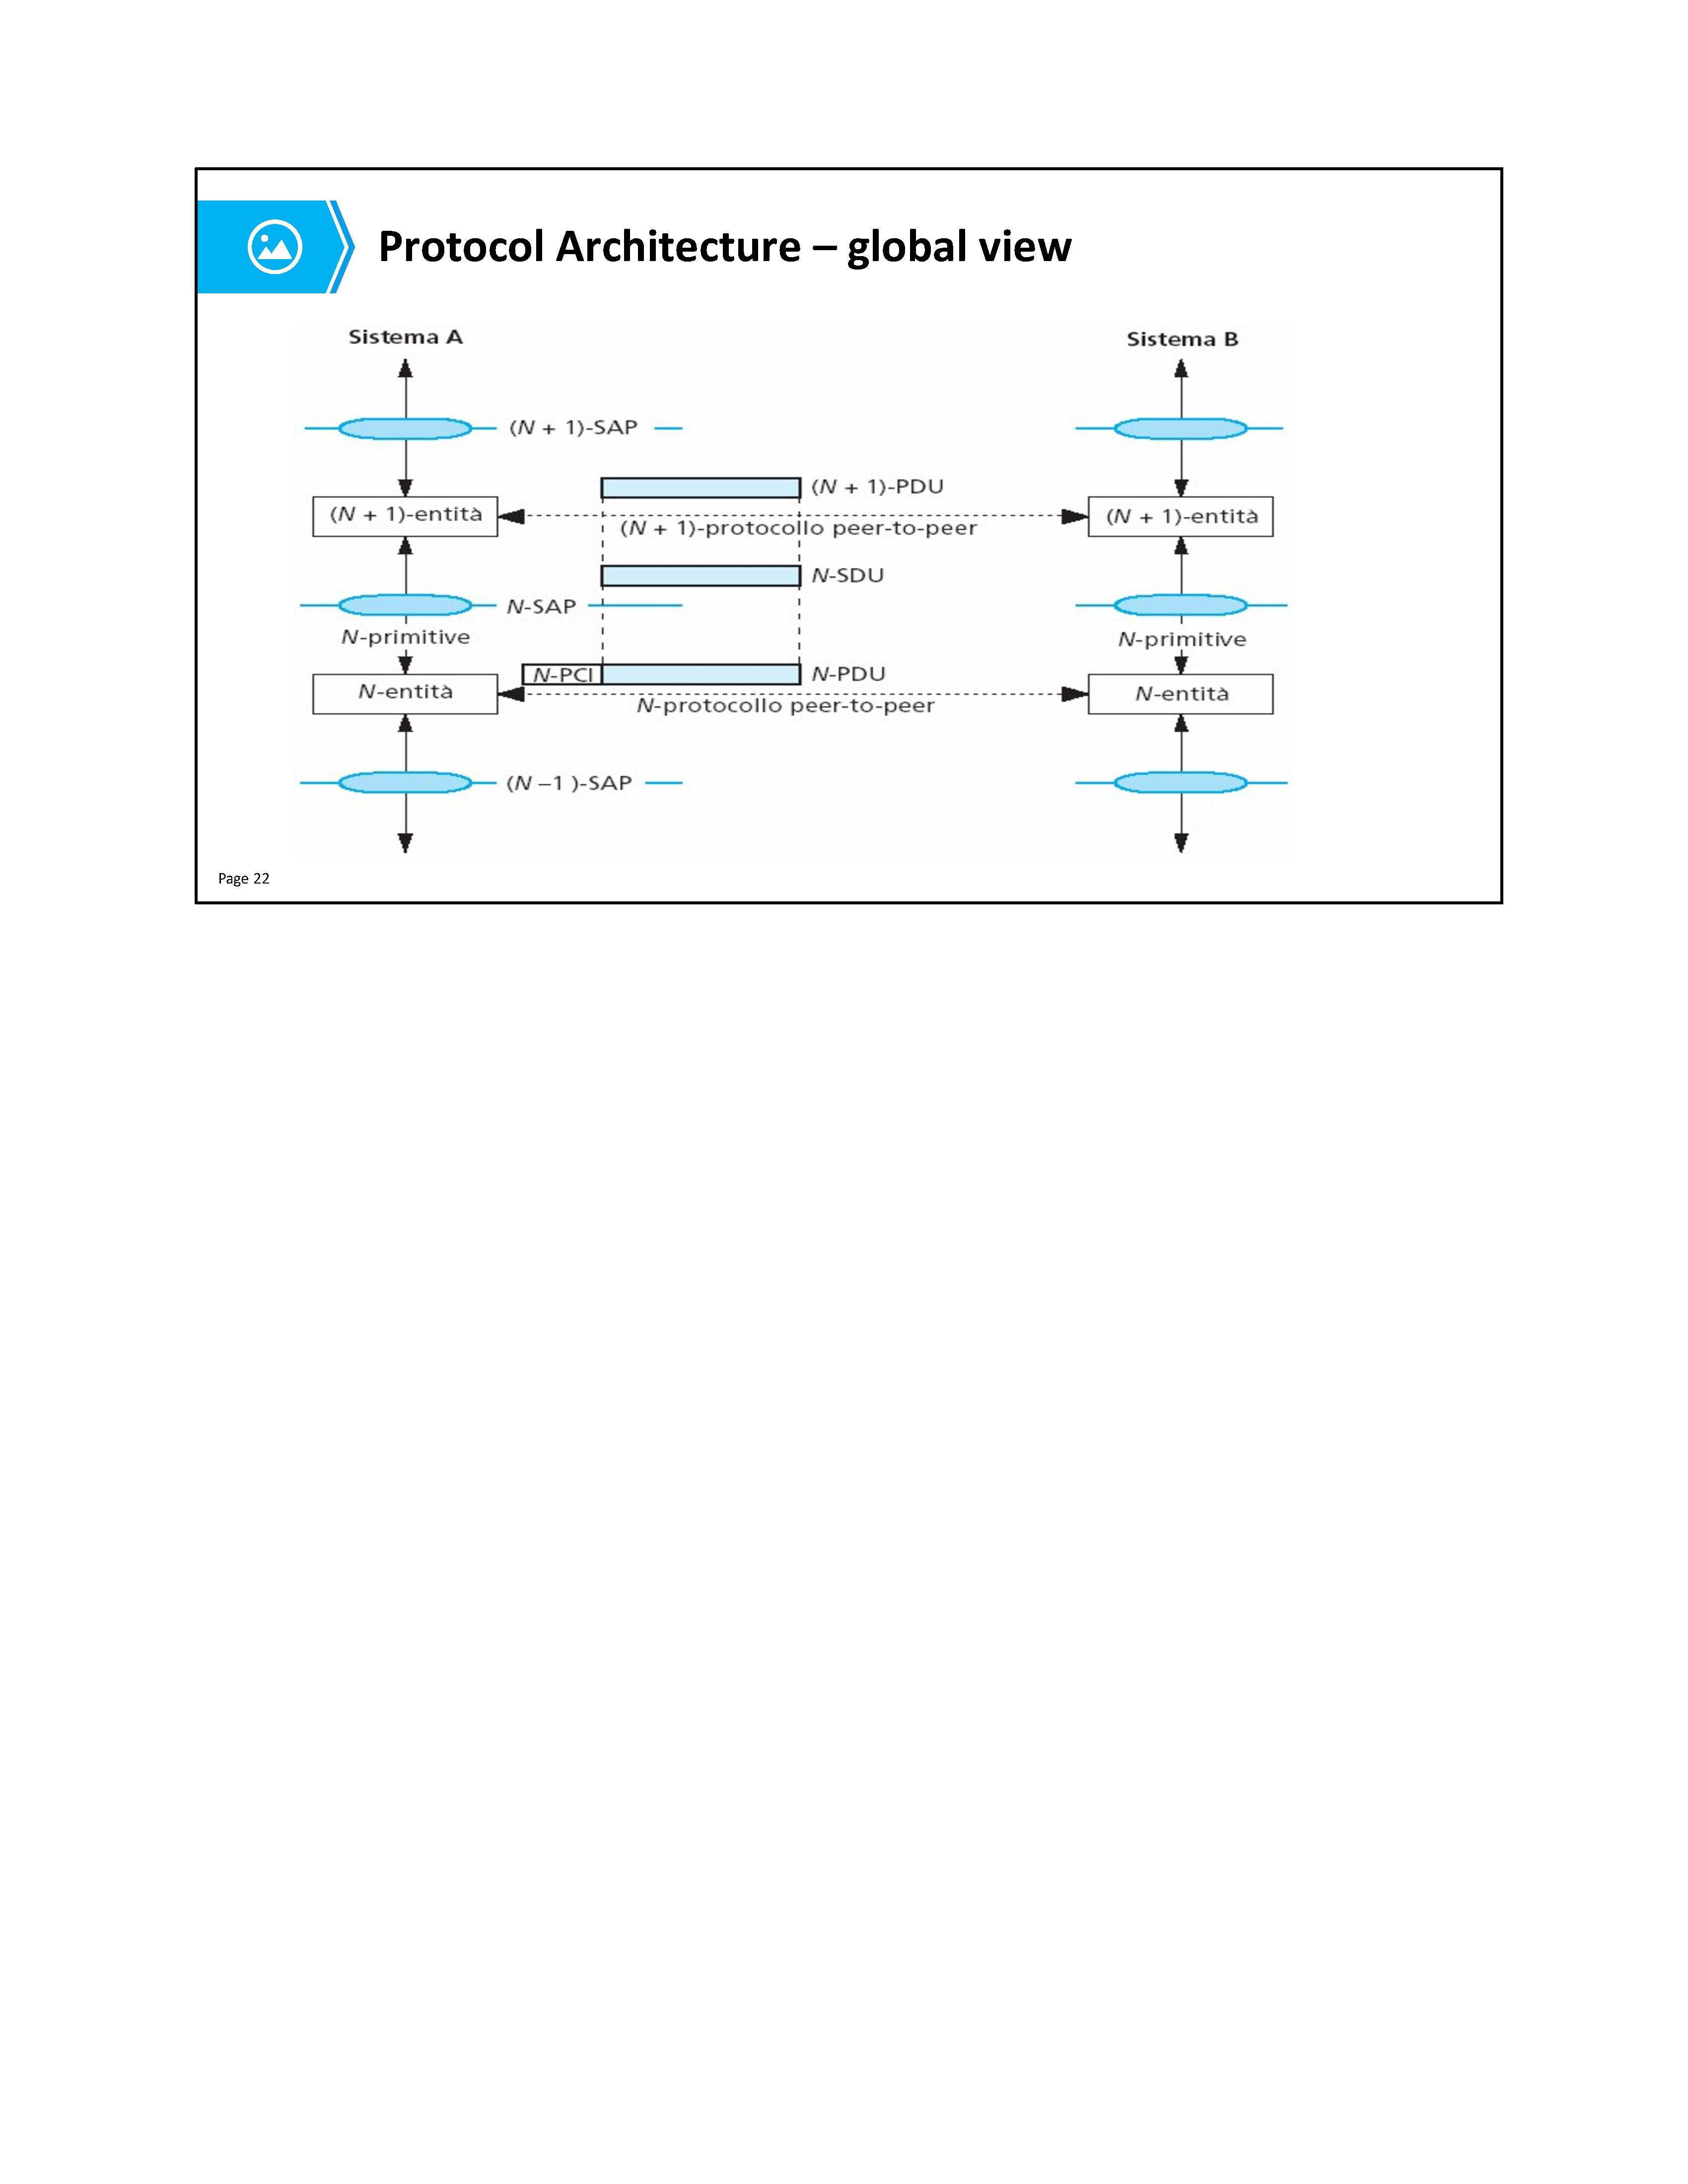 Protocol Architecture – global view
Sistema A
Sistema B
(N + 1)-SAP
(N + 1)-PDU
(N + 1)-entità
(N + 1)-entità
(N + 1)-protocollo peer-to-peer
N-SDU
N-SAP
N-primitive
N-primitive
N-PCI
N-PDU
N-entità
N-entità
N-protocollo peer-to-peer
(N –1 )-SAP
Page 22